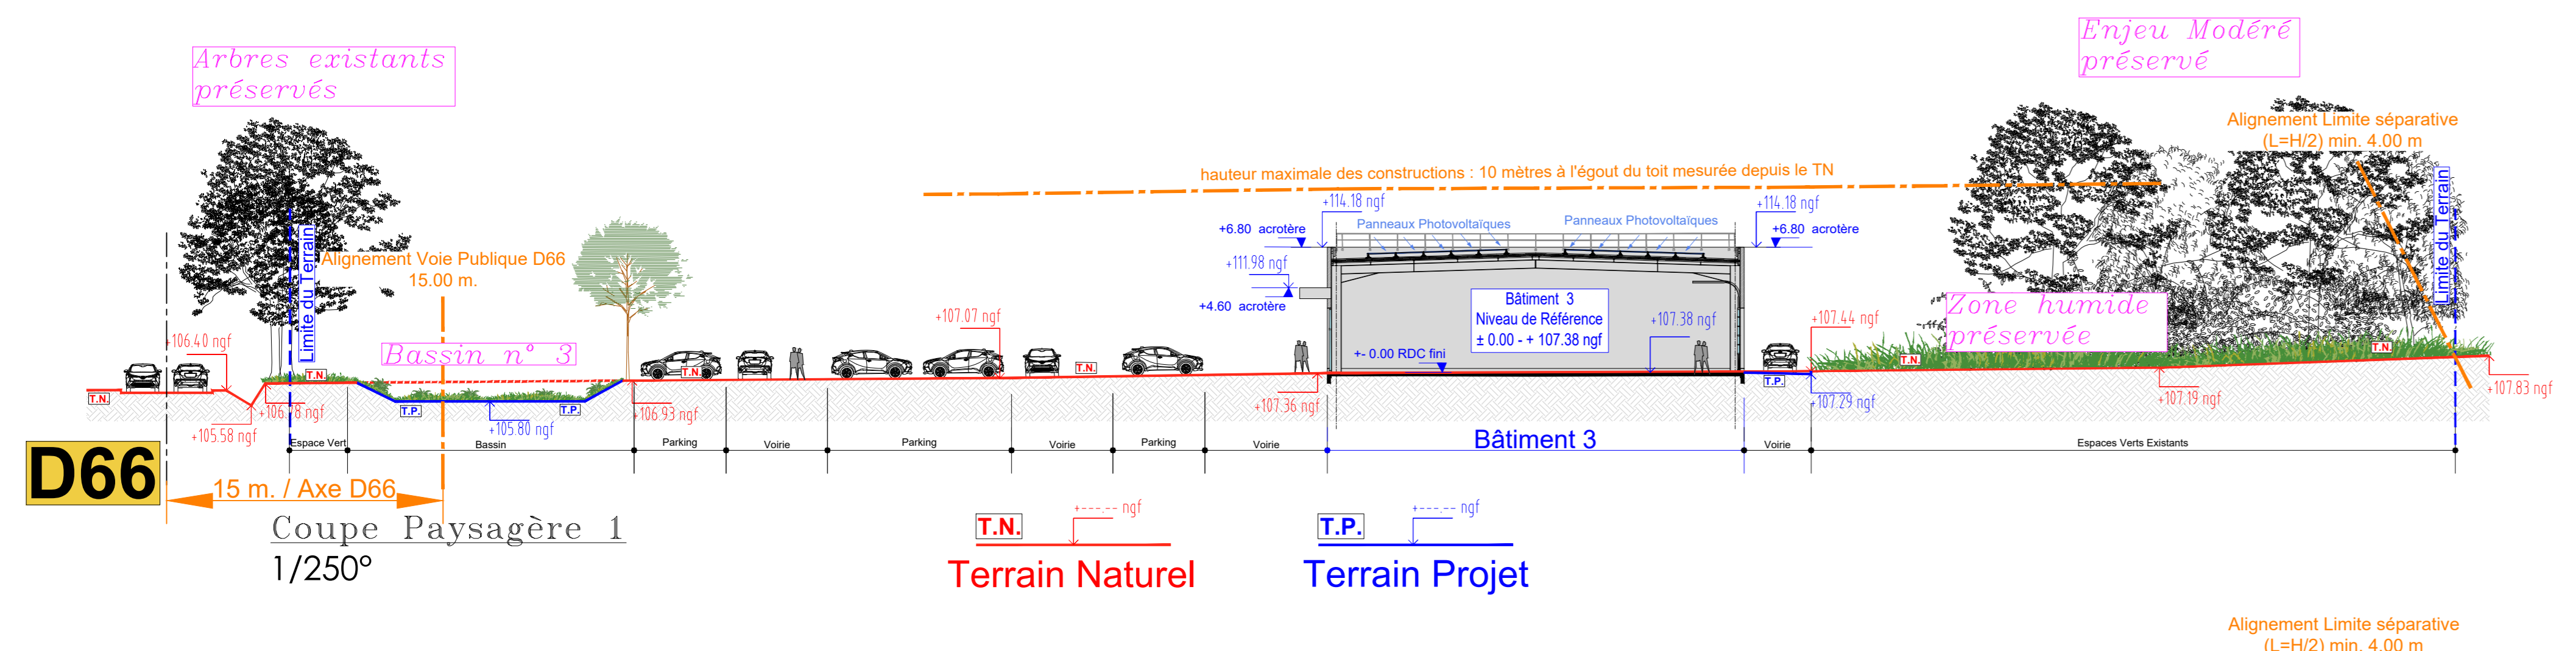 Arbres existants
préservés
Enjeu Modéré
préservé
Alignement Limite séparative
(L=H/2) min. 4.00 m
hauteur maximale des constructions : 10 mètres à l'égout du toit mesurée depuis le TN
+114.18 ngf
+114.18 ngf
Panneaux Photovoltaïques
Panneaux Photovoltaïques
+6.80 acrotère
+6.80 acrotère
Limite du Terrain
Alignement Voie Publique D66
15.00 m.
+111.98 ngf
+4.60 acrotère
Limite du Terrain
Bâtiment 3
Niveau de Référence
± 0.00 - + 107.38 ngf
+107.38 ngf
+- 0.00 RDC fini
Zone humide
préservée
+107.07 ngf
+107.44 ngf
+106.40 ngf
Bassin n° 3
T.N.
T.N.
T.N.
T.N.
T.N.
T.N.
T.P.
T.P.
T.P.
+106.78 ngf
+105.58 ngf
+105.80 ngf
+106.93 ngf
+107.36 ngf
+107.29 ngf
+107.19 ngf
+107.83 ngf
Espace Vert
Bassin
Parking
Voirie
Parking
Voirie
Parking
Voirie
Bâtiment 3
Voirie
Espaces Verts Existants
D66
15 m. / Axe D66
Coupe Paysagère 1
1/250°
T.N.
+---.-- ngf
Terrain Naturel
T.P.
+---.-- ngf
Terrain Projet
Alignement Limite séparative
(L=H/2) min. 4.00 m